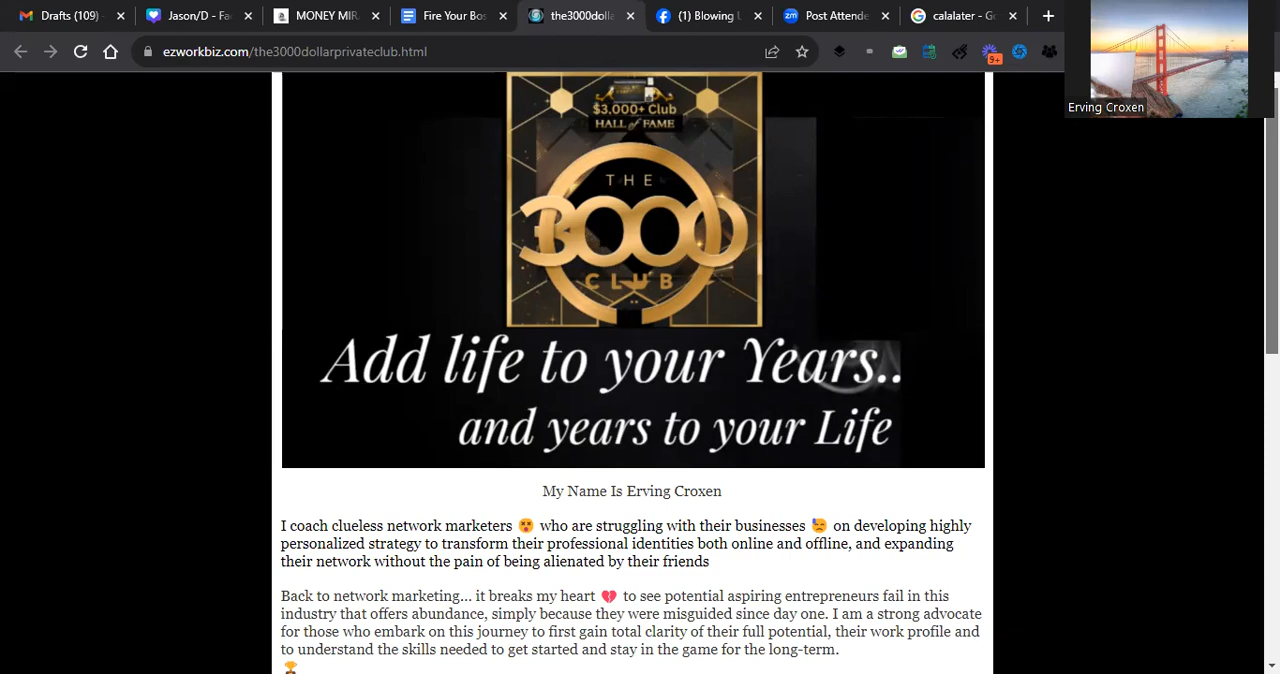 Drafts (109)
Jason/D - Fa
MONEY MIR
Fire Your Bos
the3000dolla
(1) Blowing U
Post Attende
calalater - Go
ezworkbiz.com/the3000dollarprivateclub.html
9+
Erving Croxen
$3,000+ Club
HALL of FAME
THE
3000
CLUB
Add life to your Years..
and years to your Life
My Name Is Erving Croxen
I coach clueless network marketers 😵 who are struggling with their businesses 😓 on developing highly
personalized strategy to transform their professional identities both online and offline, and expanding
their network without the pain of being alienated by their friends
Back to network marketing... it breaks my heart 💔 to see potential aspiring entrepreneurs fail in this
industry that offers abundance, simply because they were misguided since day one. I am a strong advocate
for those who embark on this journey to first gain total clarity of their full potential, their work profile and
to understand the skills needed to get started and stay in the game for the long-term.
🏆